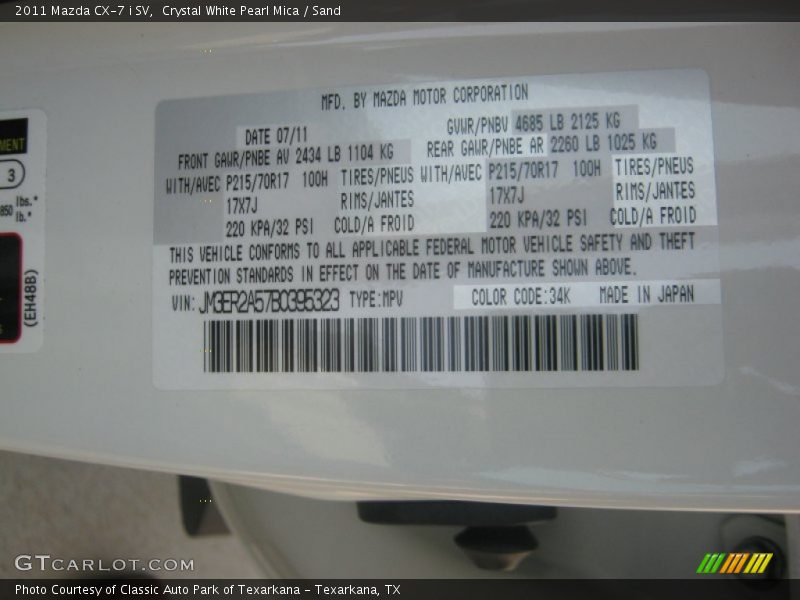 2011 Mazda CX-7 i SV,  Crystal White Pearl Mica / Sand
MFD. BY MAZDA MOTOR CORPORATION
DATE 07/11 GVWR/PNBV 4685 LB 2125 KG
FRONT GAWR/PNBE AV 2434 LB 1104 KG REAR GAWR/PNBE AR 2260 LB 1025 KG
WITH/AVEC P215/70R17 100H TIRES/PNEUS WITH/AVEC P215/70R17 100H TIRES/PNEUS
17X7J RIMS/JANTES 17X7J RIMS/JANTES
220 KPA/32 PSI COLD/A FROID 220 KPA/32 PSI COLD/A FROID
THIS VEHICLE CONFORMS TO ALL APPLICABLE FEDERAL MOTOR VEHICLE SAFETY AND THEFT
PREVENTION STANDARDS IN EFFECT ON THE DATE OF MANUFACTURE SHOWN ABOVE.
VIN: JM3ER2A57B0395323 TYPE:MPV COLOR CODE:34K MADE IN JAPAN
MENT
3
850 lbs.*
lb.*
(EH48B)
GTCARLOT.COM
Photo Courtesy of Classic Auto Park of Texarkana - Texarkana, TX